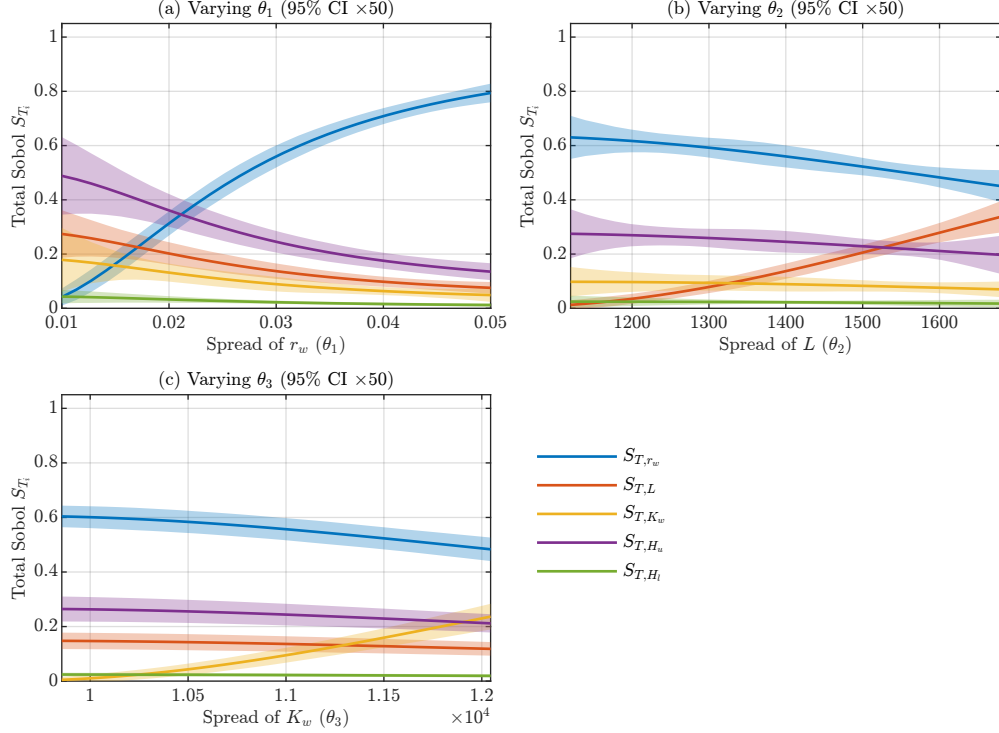 (a) Varying θ₁ (95% CI ×50)
Total Sobol S_{T_i}
1
0.8
0.6
0.4
0.2
0
0.01
0.02
0.03
0.04
0.05
Spread of r_w (θ₁)
(b) Varying θ₂ (95% CI ×50)
Total Sobol S_{T_i}
1
0.8
0.6
0.4
0.2
0
1200
1300
1400
1500
1600
Spread of L (θ₂)
(c) Varying θ₃ (95% CI ×50)
Total Sobol S_{T_i}
1
0.8
0.6
0.4
0.2
0
1
1.05
1.1
1.15
1.2
×10⁴
Spread of K_w (θ₃)
S_{T,r_w}
S_{T,L}
S_{T,K_w}
S_{T,H_u}
S_{T,H_l}